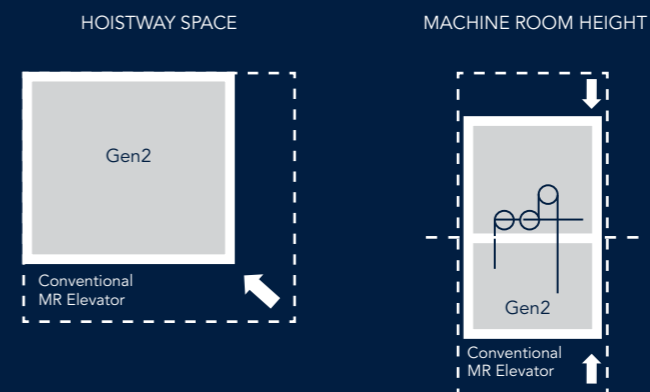 HOISTWAY SPACE
Gen2
Conventional
MR Elevator
MACHINE ROOM HEIGHT
Gen2
Conventional
MR Elevator